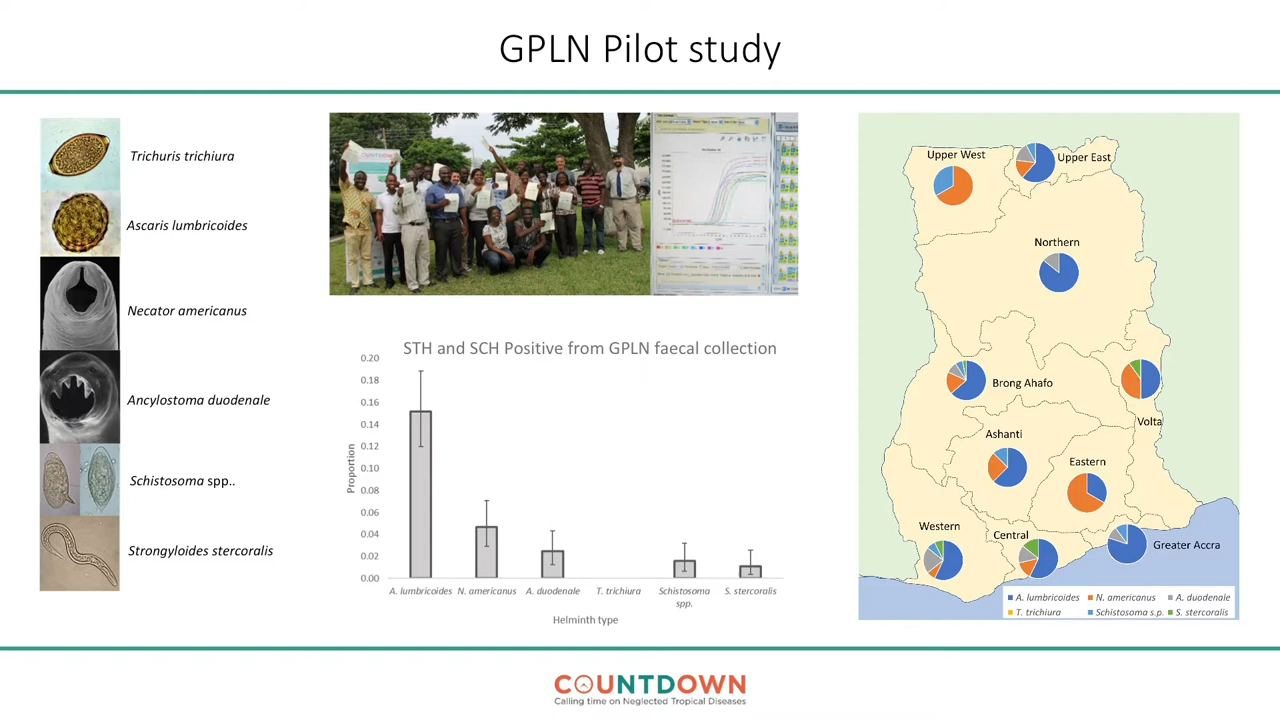 GPLN Pilot study
Trichuris trichiura
Ascaris lumbricoides
Necator americanus
Ancylostoma duodenale
Schistosoma spp..
Strongyloides stercoralis
COUNTDOWN
STH and SCH Positive from GPLN faecal collection
Proportion
0.20
0.18
0.16
0.14
0.12
0.10
0.08
0.06
0.04
0.02
0.00
A. lumbricoides N. americanus A. duodenale T. trichiura Schistosoma S. stercoralis
spp.
Helminth type
Upper West
Upper East
Northern
Brong Ahafo
Volta
Ashanti
Eastern
Western
Central
Greater Accra
A. lumbricoides N. americanus A. duodenale
T. trichiura Schistosoma s.p. S. stercoralis
COUNTDOWN
Calling time on Neglected Tropical Diseases